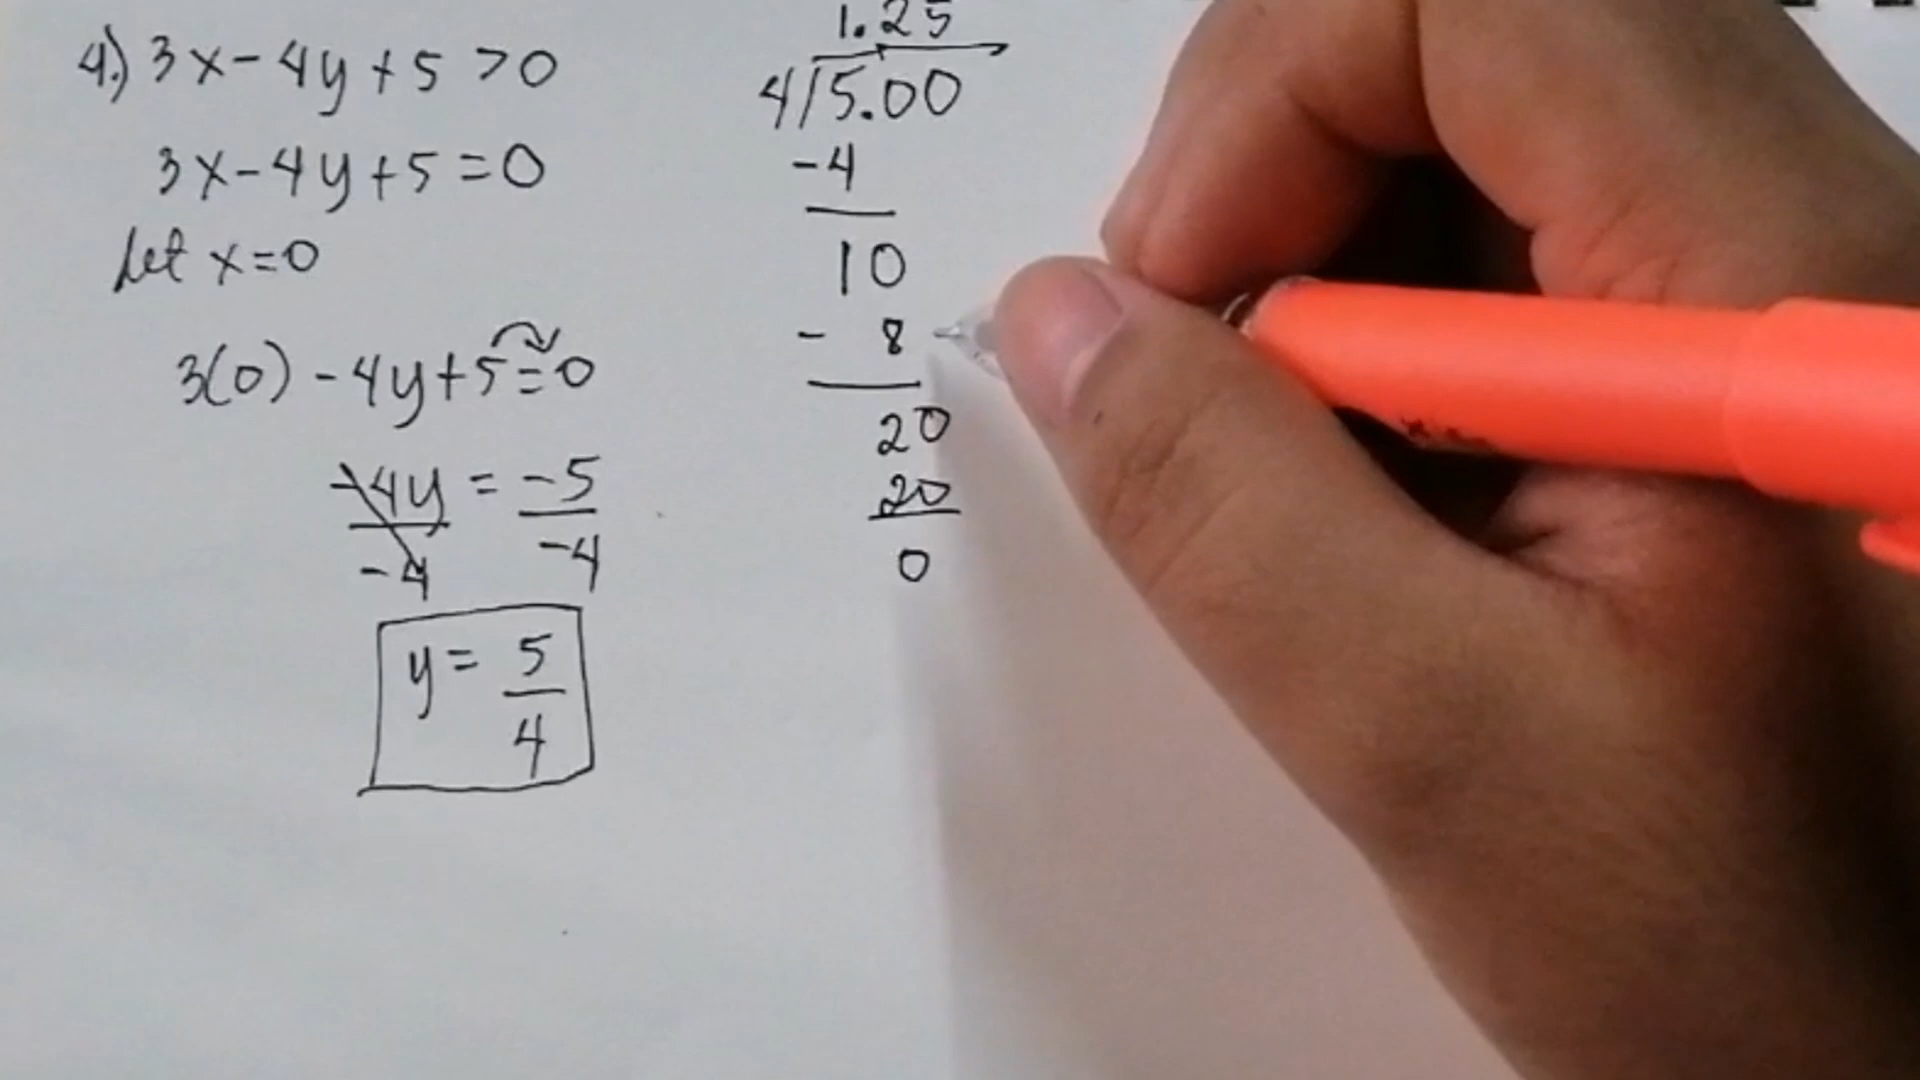 4.) 3x - 4y + 5 > 0
3x - 4y + 5 = 0
Let x = 0
3(0) - 4y + 5 = 0
-4y = -5
-4 -4
y = 5
4
1.25
4/5.00
-4
10
- 8
20
20
0